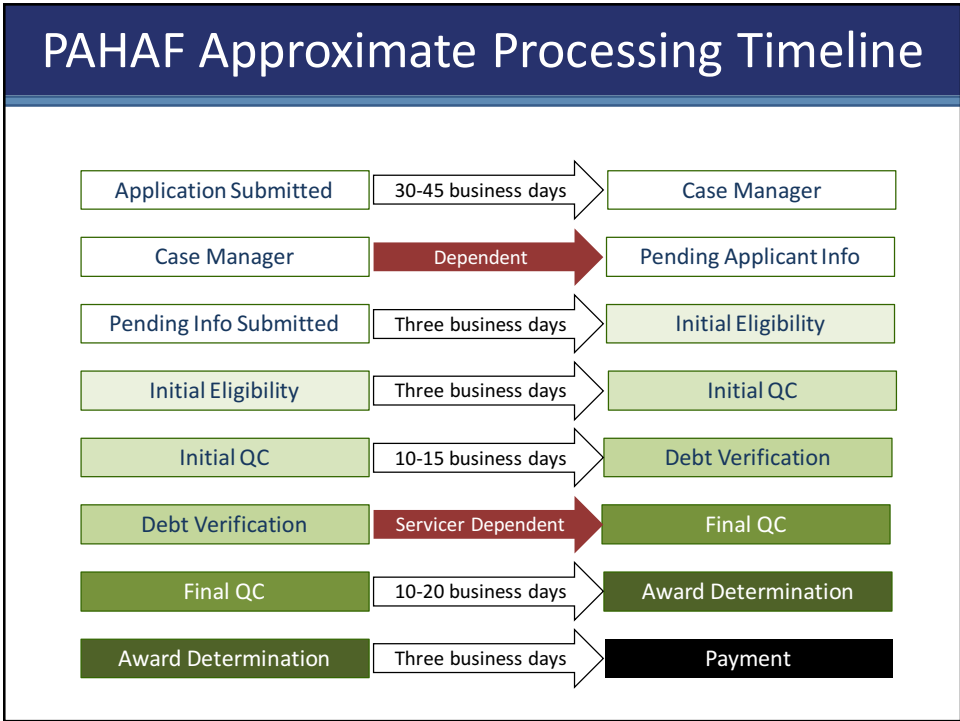 PAHAF Approximate Processing Timeline
Application Submitted 30-45 business days Case Manager
Case Manager Dependent Pending Applicant Info
Pending Info Submitted Three business days Initial Eligibility
Initial Eligibility Three business days Initial QC
Initial QC 10-15 business days Debt Verification
Debt Verification Servicer Dependent Final QC
Final QC 10-20 business days Award Determination
Award Determination Three business days Payment